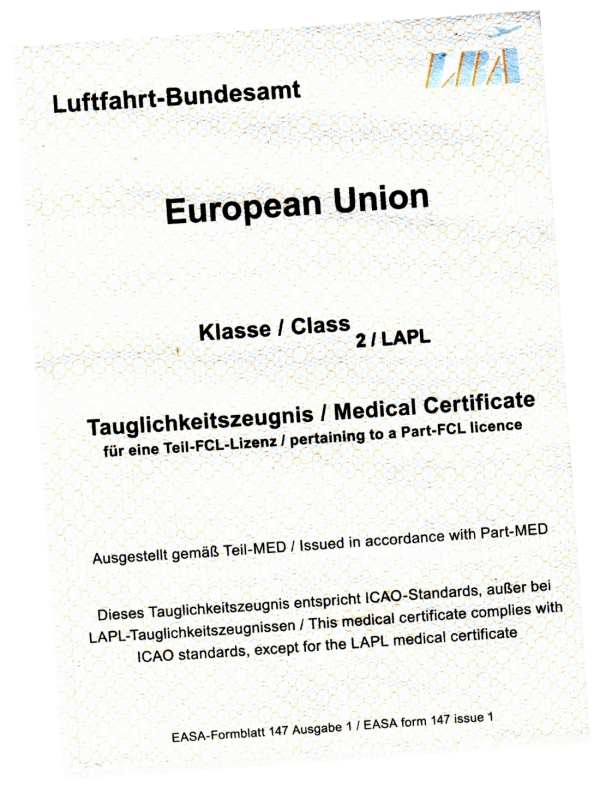 LBA
Luftfahrt-Bundesamt
European Union
Klasse / Class 2 / LAPL
Tauglichkeitszeugnis / Medical Certificate
für eine Teil-FCL-Lizenz / pertaining to a Part-FCL licence
Ausgestellt gemäß Teil-MED / Issued in accordance with Part-MED
Dieses Tauglichkeitszeugnis entspricht ICAO-Standards, außer bei
LAPL-Tauglichkeitszeugnissen / This medical certificate complies with
ICAO standards, except for the LAPL medical certificate
EASA-Formblatt 147 Ausgabe 1 / EASA form 147 issue 1